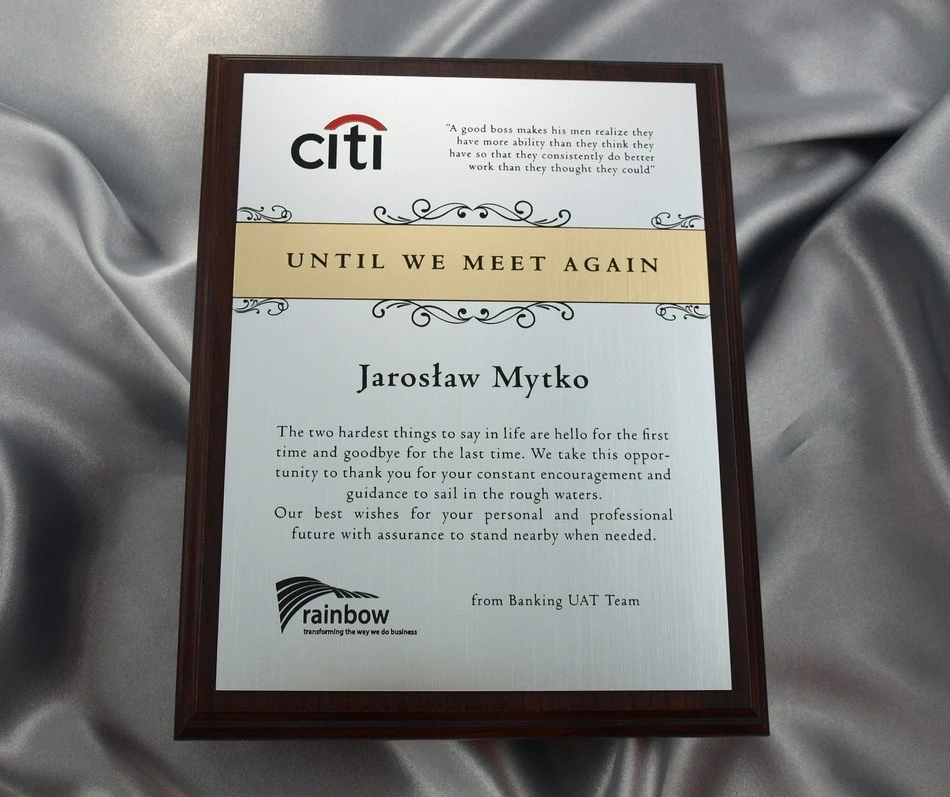 citi
“A good boss makes his men realize they
have more ability than they think they
have so that they consistently do better
work than they thought they could”
UNTIL WE MEET AGAIN
Jarosław Mytko
The two hardest things to say in life are hello for the first
time and goodbye for the last time. We take this oppor-
tunity to thank you for your constant encouragement and
guidance to sail in the rough waters.
Our best wishes for your personal and professional
future with assurance to stand nearby when needed.
rainbow
transforming the way we do business
from Banking UAT Team